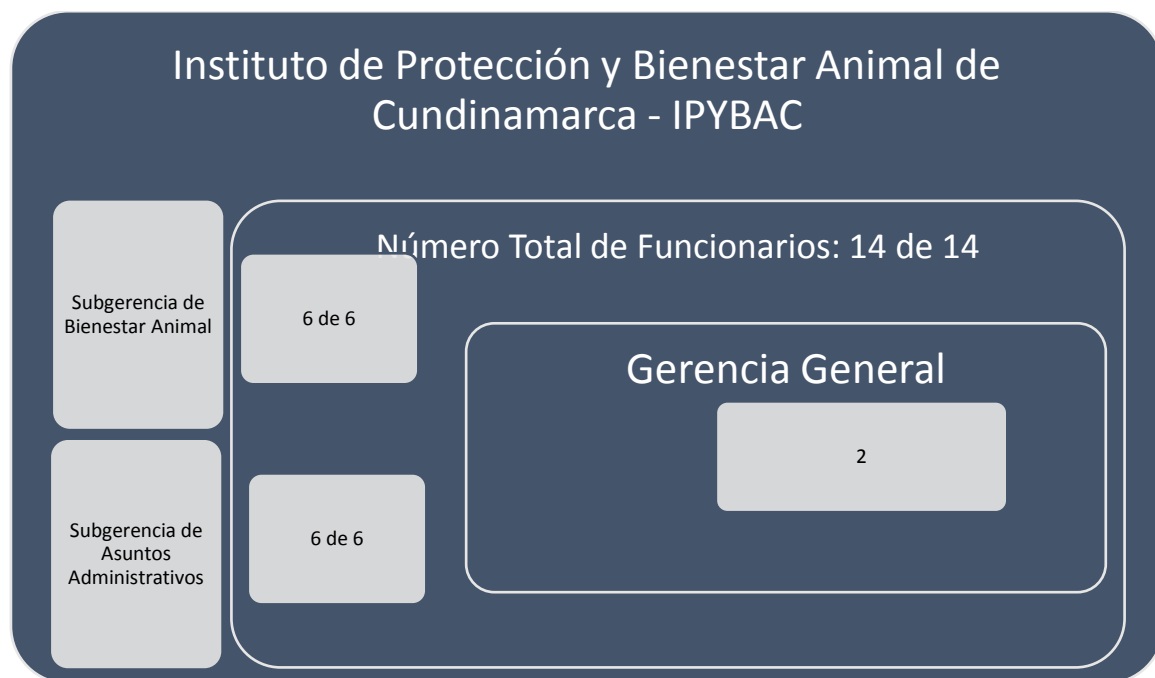 Instituto de Protección y Bienestar Animal de
Cundinamarca - IPYBAC
Número Total de Funcionarios: 14 de 14
Subgerencia de
Bienestar Animal
6 de 6
Gerencia General
2
Subgerencia de
Asuntos
Administrativos
6 de 6